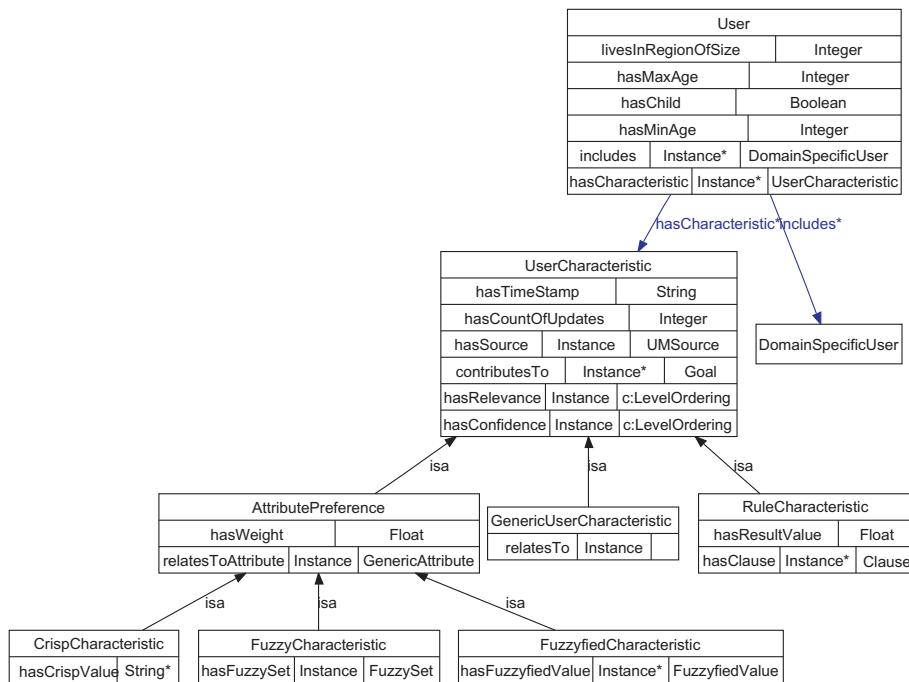 User
livesInRegionOfSize Integer
hasMaxAge Integer
hasChild Boolean
hasMinAge Integer
includes Instance* DomainSpecificUser
hasCharacteristic Instance* UserCharacteristic
hasCharacteristic* includes*
UserCharacteristic
hasTimeStamp String
hasCountOfUpdates Integer
hasSource Instance UMSource
contributesTo Instance* Goal
hasRelevance Instance c:LevelOrdering
hasConfidence Instance c:LevelOrdering
DomainSpecificUser
isa isa isa
AttributePreference
hasWeight Float
relatesToAttribute Instance GenericAttribute
GenericUserCharacteristic
relatesTo Instance
RuleCharacteristic
hasResultValue Float
hasClause Instance* Clause
isa isa isa
CrispCharacteristic
hasCrispValue String*
FuzzyCharacteristic
hasFuzzySet Instance FuzzySet
FuzzyfiedCharacteristic
hasFuzzyfiedValue Instance* FuzzyfiedValue